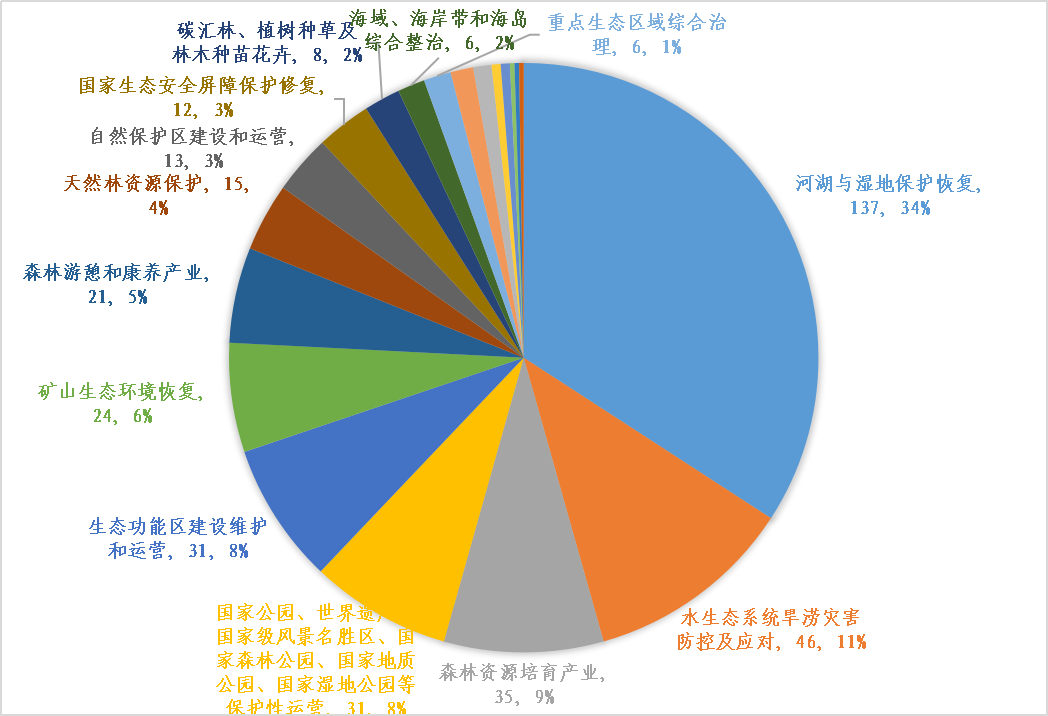 碳汇林、植树种草及
林木种苗花卉, 8, 2%
海域、海岸带和海岛
综合整治, 6, 2%
重点生态区域综合治
理, 6, 1%
国家生态安全屏障保护修复,
12, 3%
自然保护区建设和运营,
13, 3%
天然林资源保护, 15,
4%
河湖与湿地保护恢复,
137, 34%
森林游憩和康养产业,
21, 5%
矿山生态环境恢复,
24, 6%
生态功能区建设维护
和运营, 31, 8%
国家公园、世界遗
国家级风景名胜区、国
家森林公园、国家地质
公园、国家湿地公园等
保护性运营, 31, 8%
水生态系统旱涝灾害
防控及应对, 46, 11%
森林资源培育产业,
35, 9%